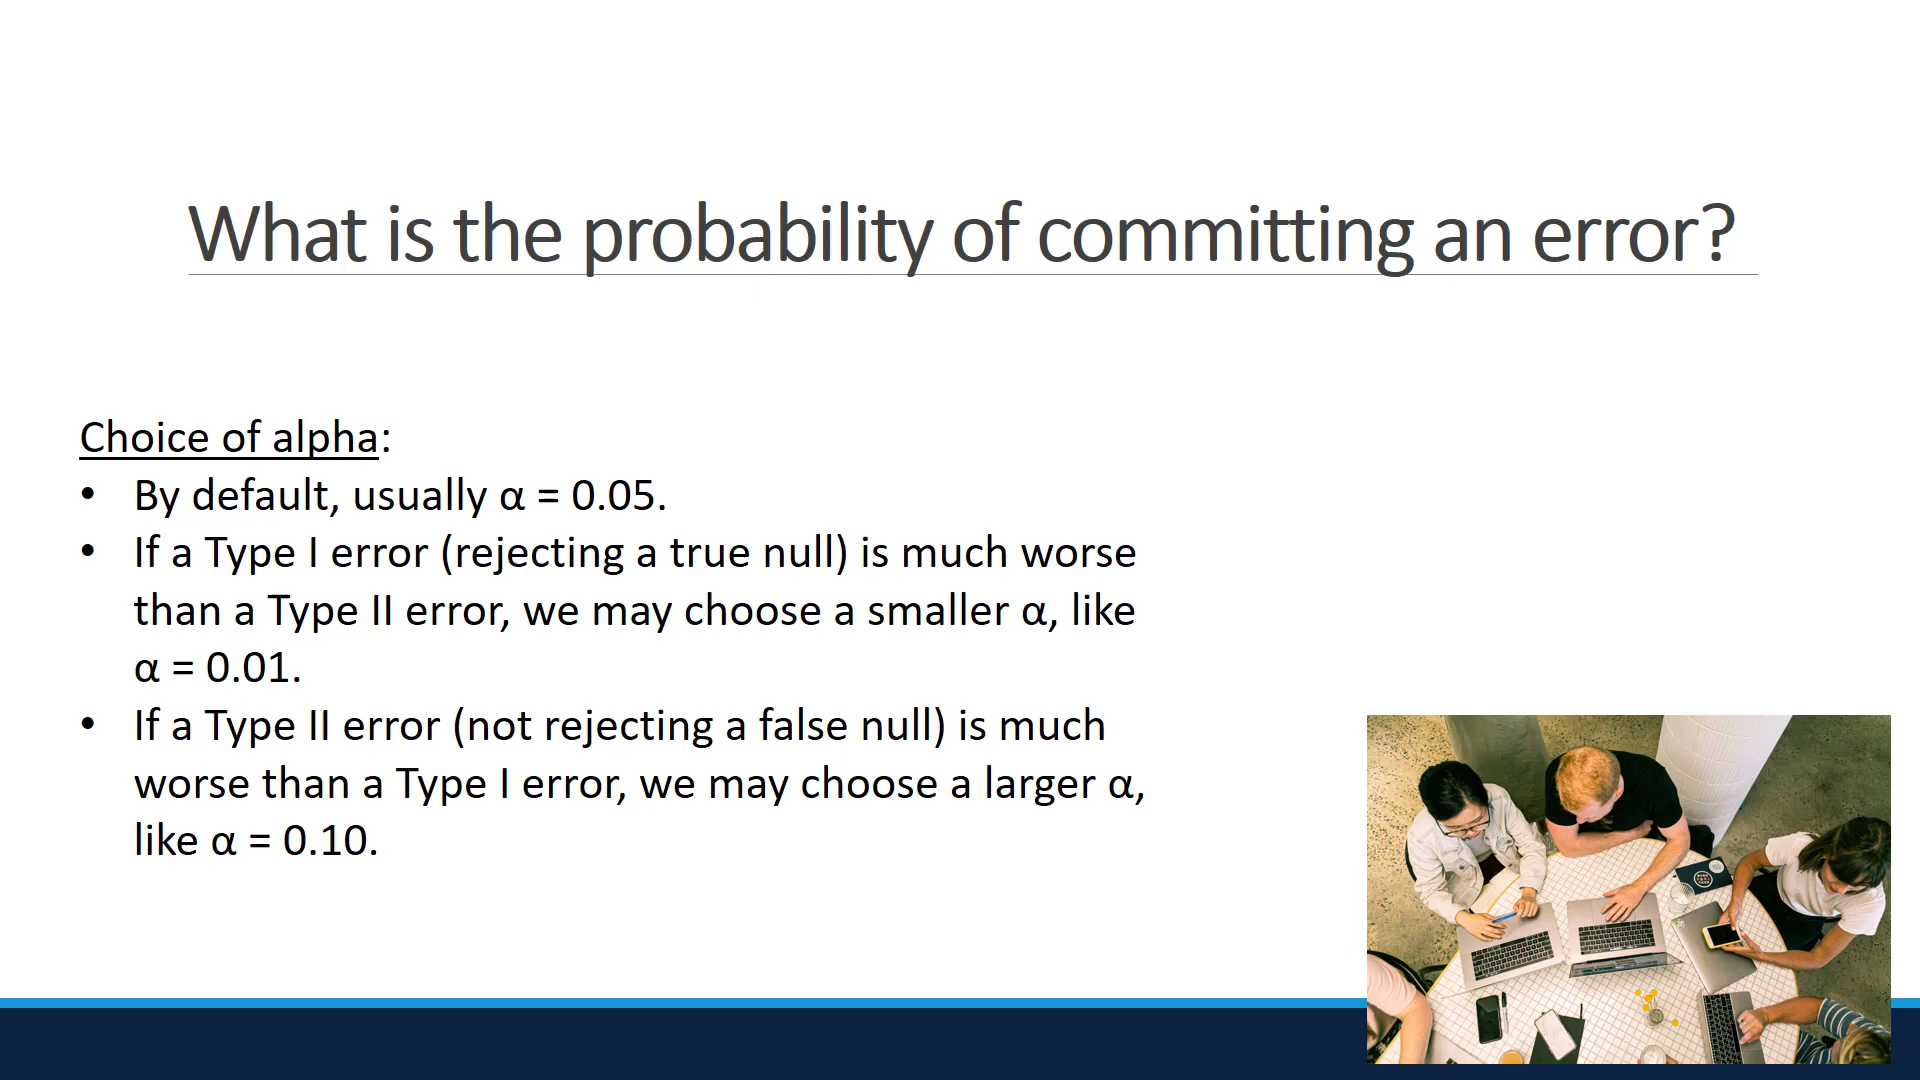 What is the probability of committing an error?
Choice of alpha:
• By default, usually α = 0.05.
• If a Type I error (rejecting a true null) is much worse
than a Type II error, we may choose a smaller α, like
α = 0.01.
• If a Type II error (not rejecting a false null) is much
worse than a Type I error, we may choose a larger α,
like α = 0.10.